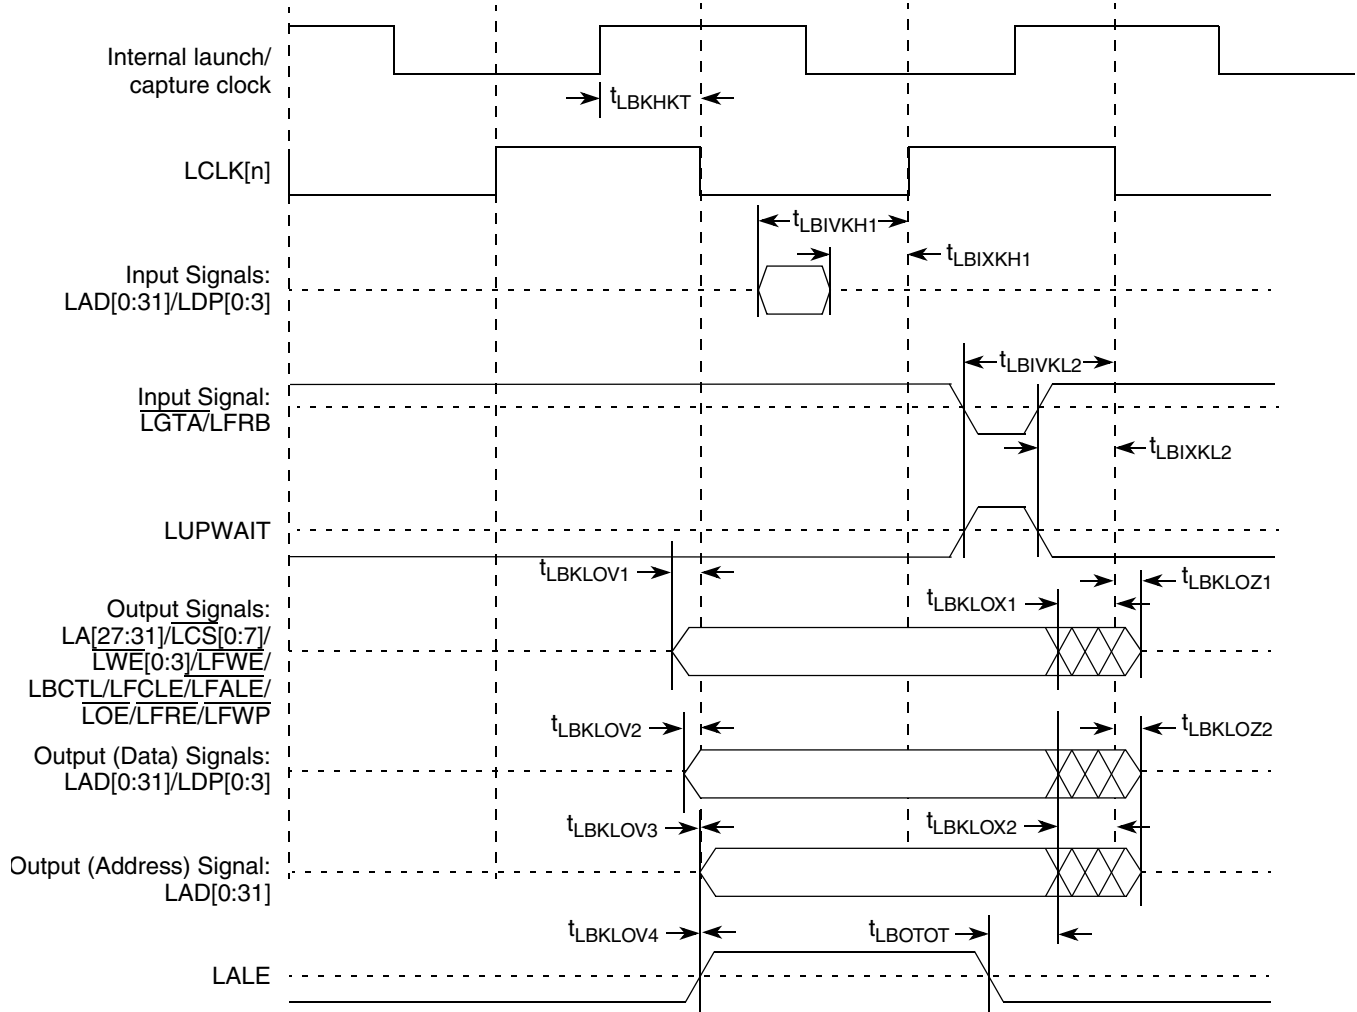 Internal launch/
capture clock
tLBKHKT
LCLK[n]
tLBIVKH1
tLBIXKH1
Input Signals:
LAD[0:31]/LDP[0:3]
tLBIVKL2
Input Signal:
LGTA/LFRB
tLBIXKL2
LUPWAIT
tLBKLOV1
tLBKLOZ1
tLBKLOX1
Output Signals:
LA[27:31]/LCS[0:7]/
LWE[0:3]/LFWE/
LBCTL/LFCLE/LFALE/
LOE/LFRE/LFWP
tLBKLOV2
tLBKLOZ2
Output (Data) Signals:
LAD[0:31]/LDP[0:3]
tLBKLOV3
tLBKLOX2
Output (Address) Signal:
LAD[0:31]
tLBKLOV4
tLBOTOT
LALE